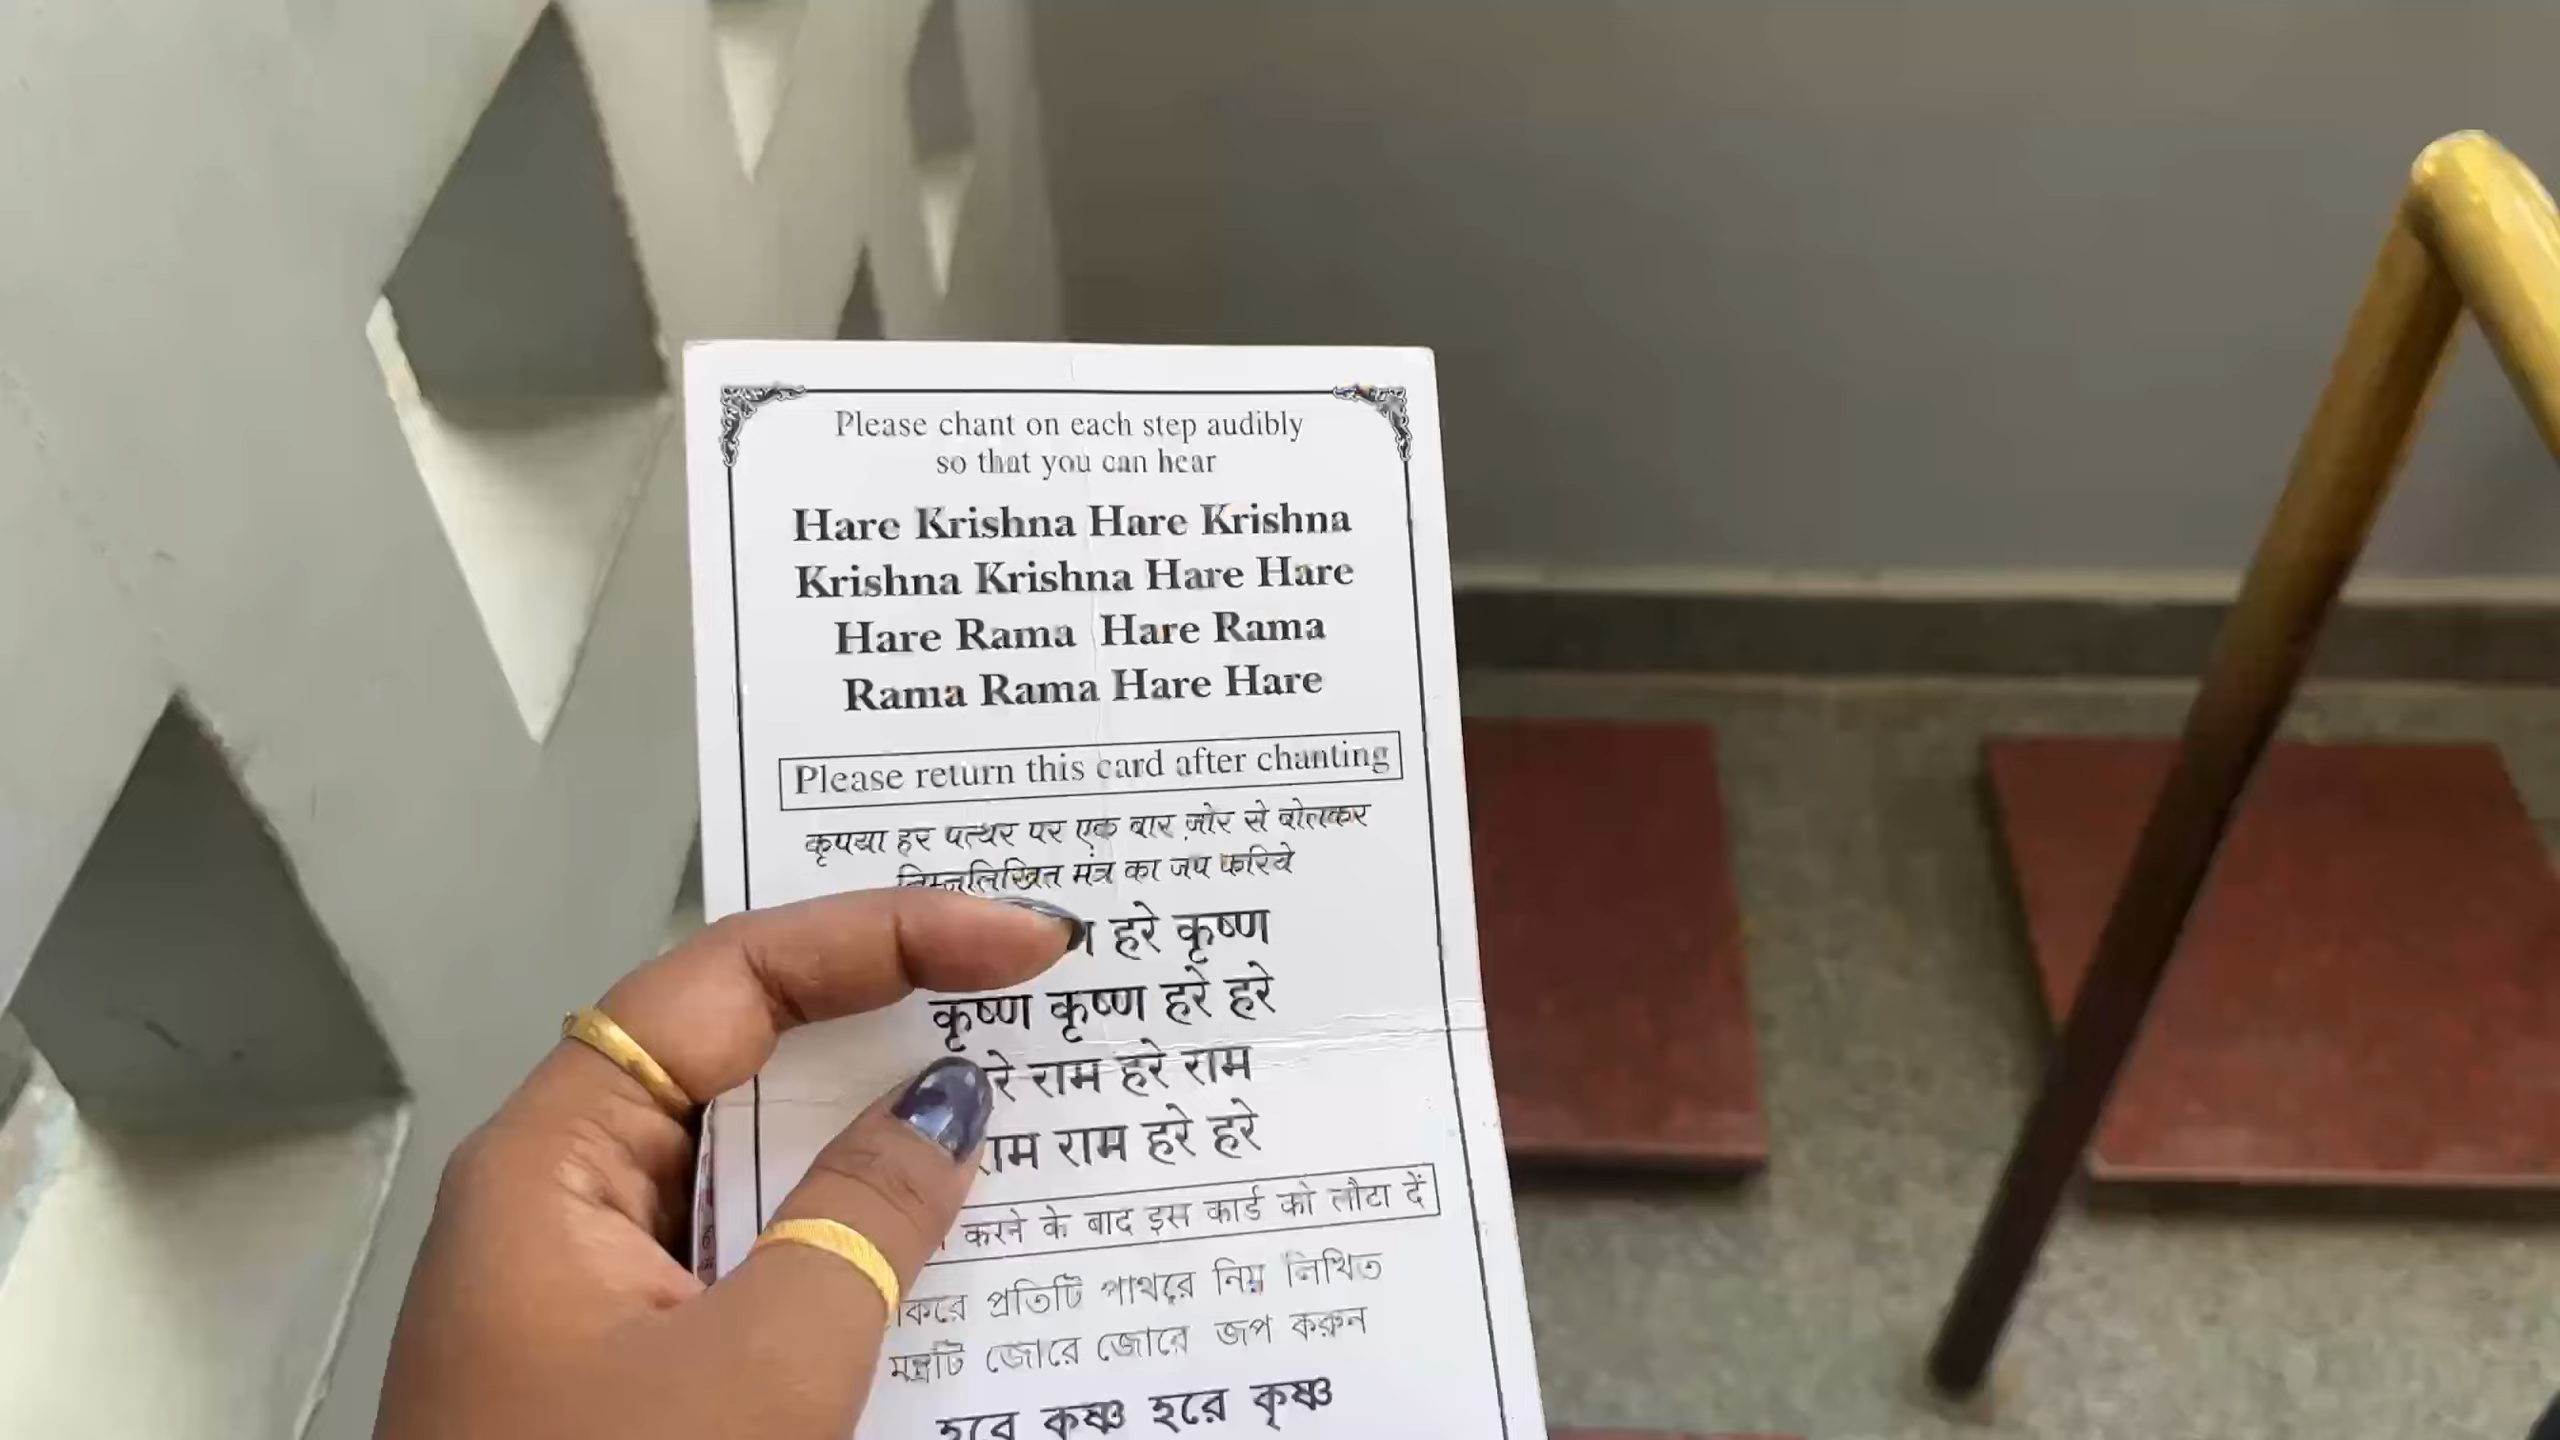 Please chant on each step audibly
so that you can hear
Hare Krishna Hare Krishna
Krishna Krishna Hare Hare
Hare Rama Hare Rama
Rama Rama Hare Hare
Please return this card after chanting
कृपया हर पत्थर पर एक बार ज़ोर से बोलकर
निम्नलिखित मंत्र का जप करिये
हरे कृष्ण
कृष्ण कृष्ण हरे हरे
राम हरे राम
राम हरे हरे
करने के बाद इस कार्ड को लौटा दें
প্রতিটি পাথরে নিম্ন লিখিত
মন্ত্রটি জোরে জোরে জপ করুন
হরে কৃষ্ণ হরে কৃষ্ণ